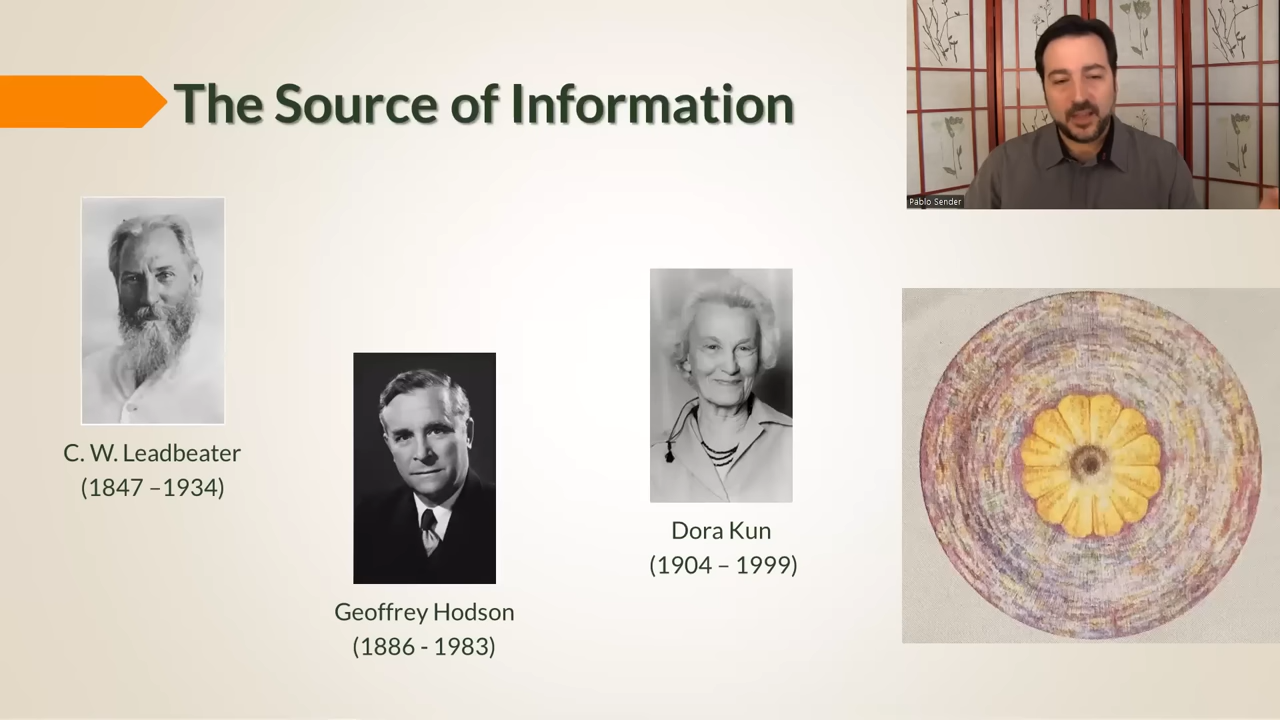 The Source of Information
Pablo Sender
C. W. Leadbeater
(1847 –1934)
Geoffrey Hodson
(1886 - 1983)
Dora Kun
(1904 – 1999)